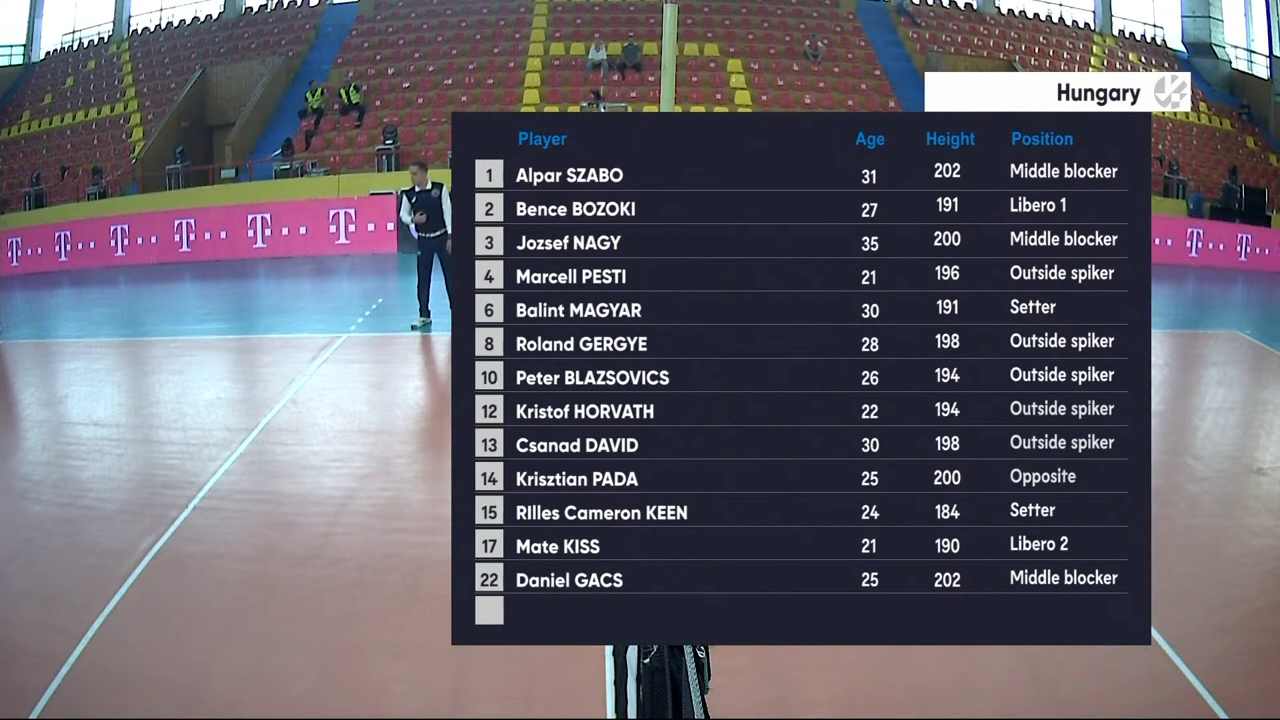 Hungary
Player Age Height Position
1 Alpar SZABO 31 202 Middle blocker
2 Bence BOZOKI 27 191 Libero 1
3 Jozsef NAGY 35 200 Middle blocker
4 Marcell PESTI 21 196 Outside spiker
6 Balint MAGYAR 30 191 Setter
8 Roland GERGYE 28 198 Outside spiker
10 Peter BLAZSOVICS 26 194 Outside spiker
12 Kristof HORVATH 22 194 Outside spiker
13 Csanad DAVID 30 198 Outside spiker
14 Krisztian PADA 25 200 Opposite
15 RIlles Cameron KEEN 24 184 Setter
17 Mate KISS 21 190 Libero 2
22 Daniel GACS 25 202 Middle blocker
T T T T T T T T